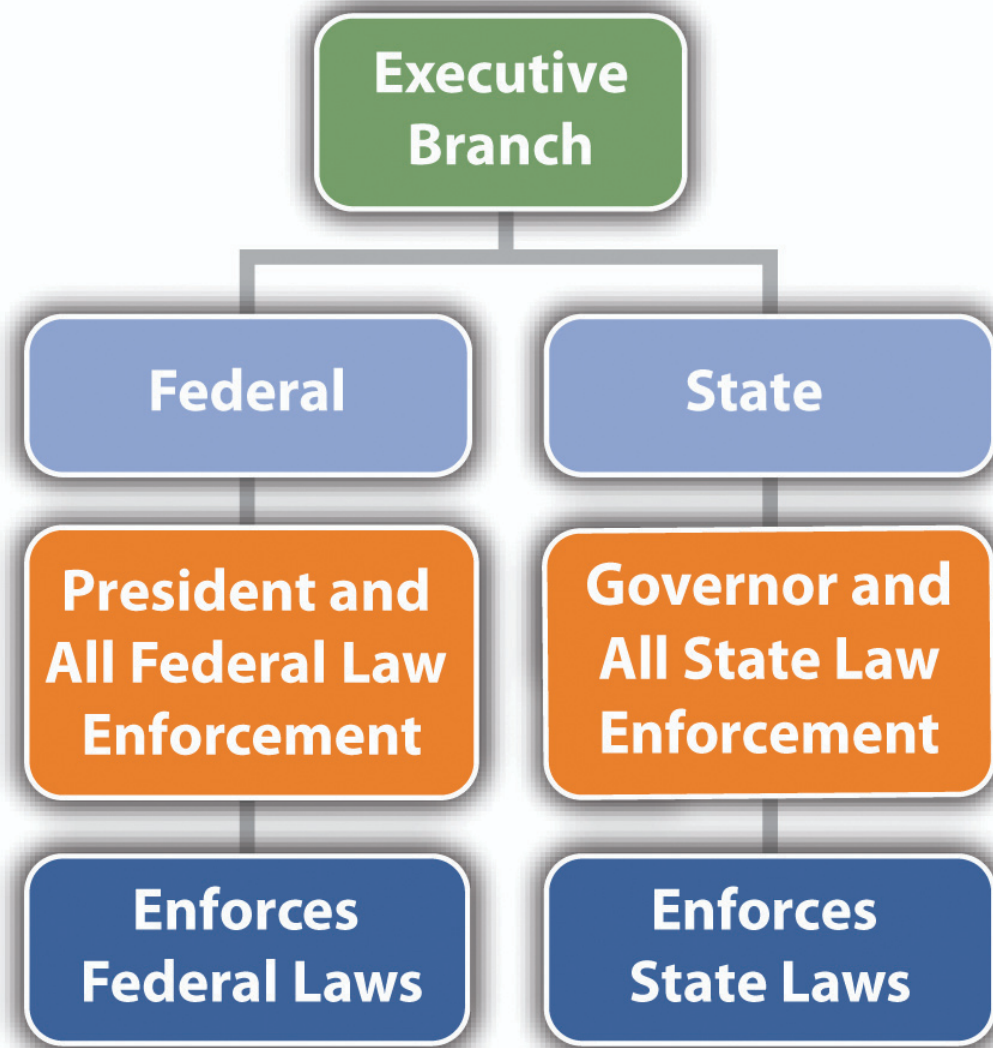 Executive
Branch
Federal
State
President and
All Federal Law
Enforcement
Governor and
All State Law
Enforcement
Enforces
Federal Laws
Enforces
State Laws